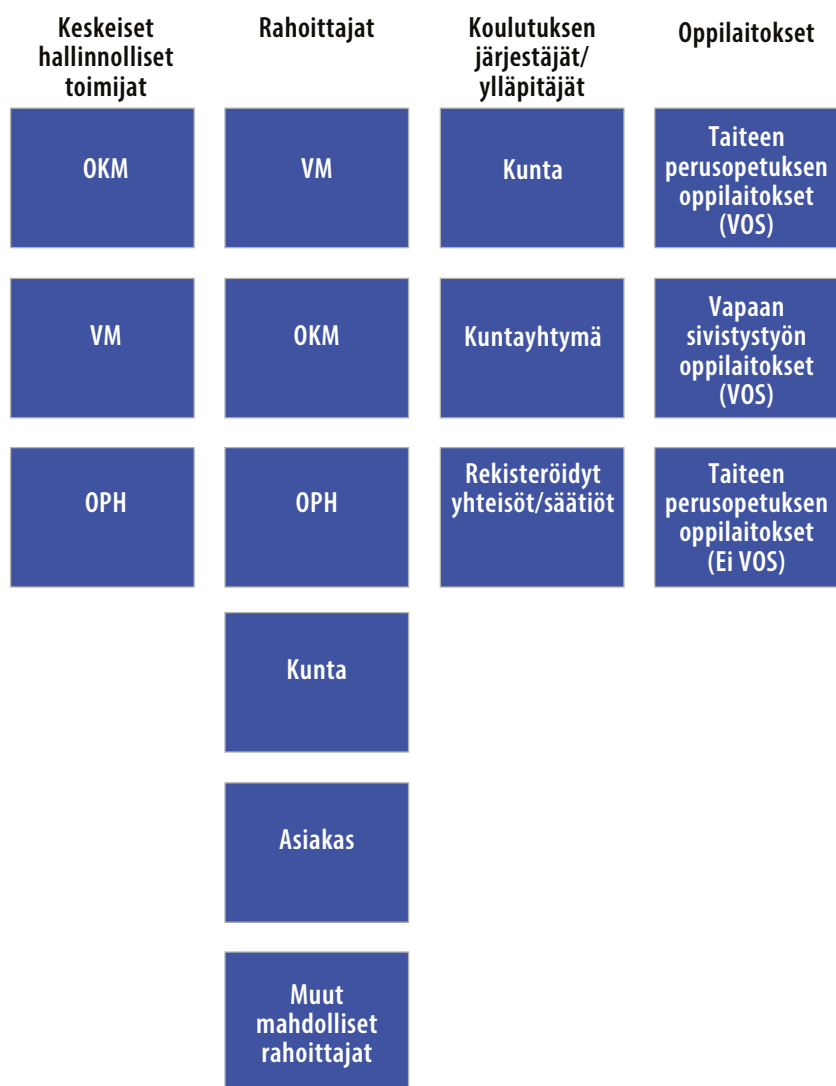 Keskeiset
hallinnolliset
toimijat
Rahoittajat
Koulutuksen
järjestäjät/
ylläpitäjät
Oppilaitokset
OKM
VM
Kunta
Taiteen
perusopetuksen
oppilaitokset
(VOS)
VM
OKM
Kuntayhtymä
Vapaan
sivistystyön
oppilaitokset
(VOS)
OPH
OPH
Rekisteröidyt
yhteisöt/säätiöt
Taiteen
perusopetuksen
oppilaitokset
(Ei VOS)
Kunta
Asiakas
Muut
mahdolliset
rahoittajat